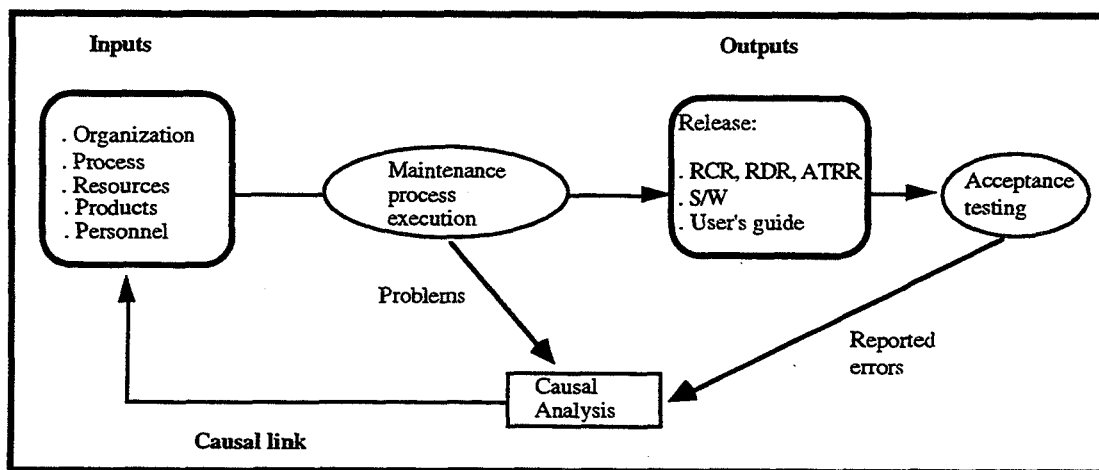 Inputs
Outputs
. Organization
. Process
. Resources
. Products
. Personnel
Maintenance
process
execution
Release:
. RCR, RDR, ATRR
. S/W
. User's guide
Acceptance
testing
Problems
Reported
errors
Causal
Analysis
Causal link